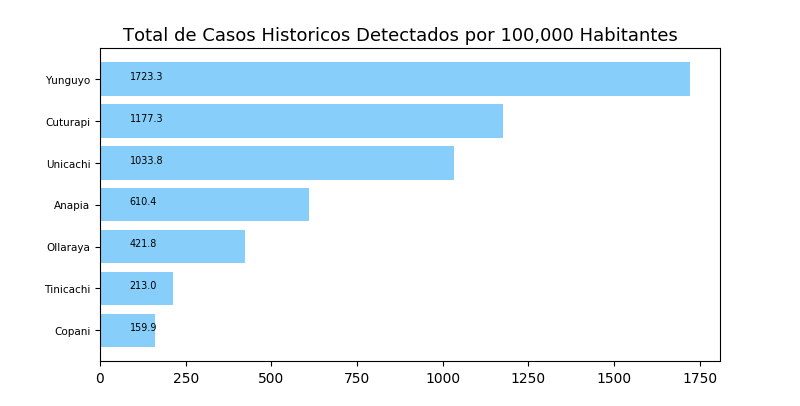 Total de Casos Historicos Detectados por 100,000 Habitantes
Yunguyo 1723.3
Cuturapi 1177.3
Unicachi 1033.8
Anapia 610.4
Ollaraya 421.8
Tinicachi 213.0
Copani 159.9
0 250 500 750 1000 1250 1500 1750